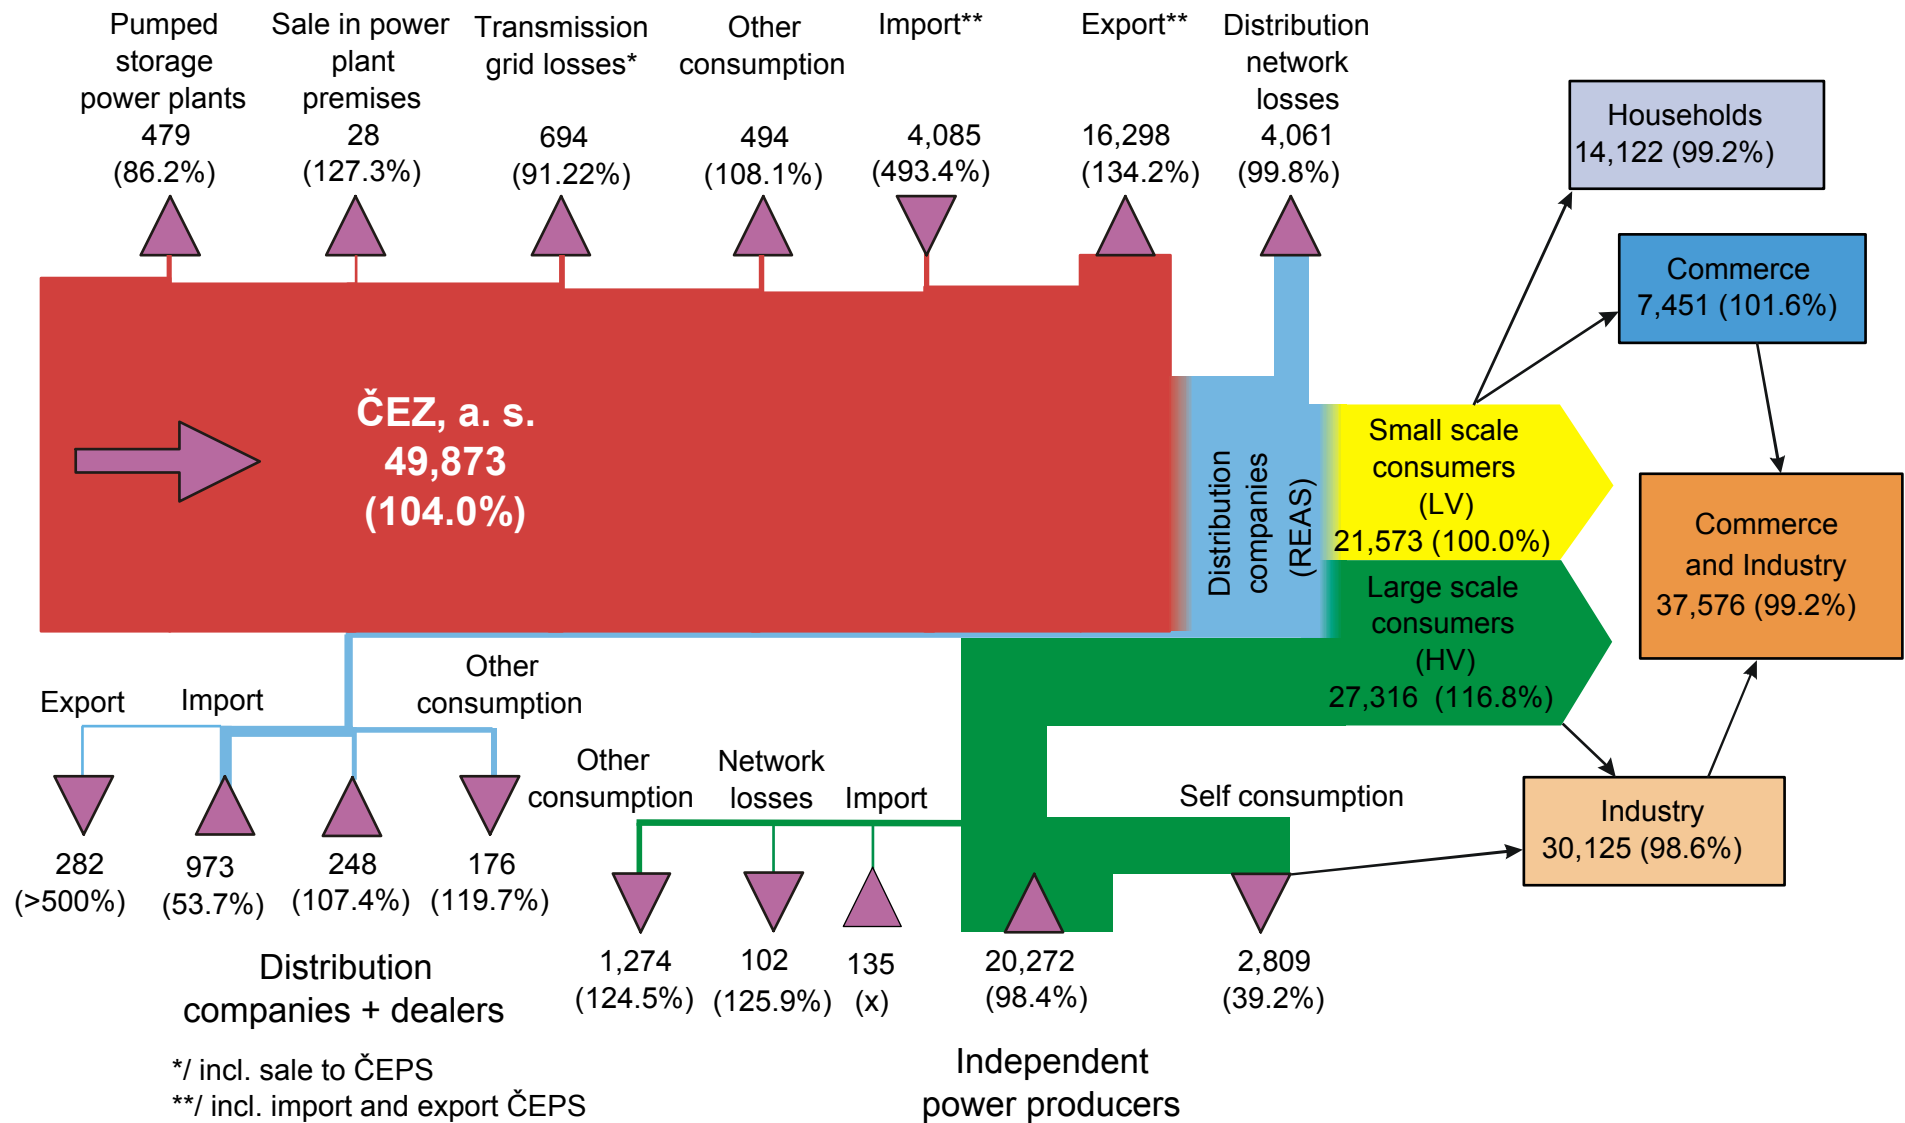 Pumped
storage
power plants
479
(86.2%)
Sale in power
plant
premises
28
(127.3%)
Transmission
grid losses*
694
(91.22%)
Other
consumption
494
(108.1%)
Import**
4,085
(493.4%)
Export**
16,298
(134.2%)
Distribution
network
losses
4,061
(99.8%)
Households
14,122 (99.2%)
Commerce
7,451 (101.6%)
ČEZ, a. s.
49,873
(104.0%)
Distribution
companies
(REAS)
Small scale
consumers
(LV)
21,573 (100.0%)
Large scale
consumers
(HV)
27,316 (116.8%)
Commerce
and Industry
37,576 (99.2%)
Industry
30,125 (98.6%)
Export
282
(>500%)
Import
973
(53.7%)
248
(107.4%)
Other
consumption
176
(119.7%)
Distribution
companies + dealers
Other
consumption
1,274
(124.5%)
Network
losses
102
(125.9%)
Import
135
(x)
20,272
(98.4%)
Self consumption
2,809
(39.2%)
Independent
power producers
*/ incl. sale to ČEPS
**/ incl. import and export ČEPS